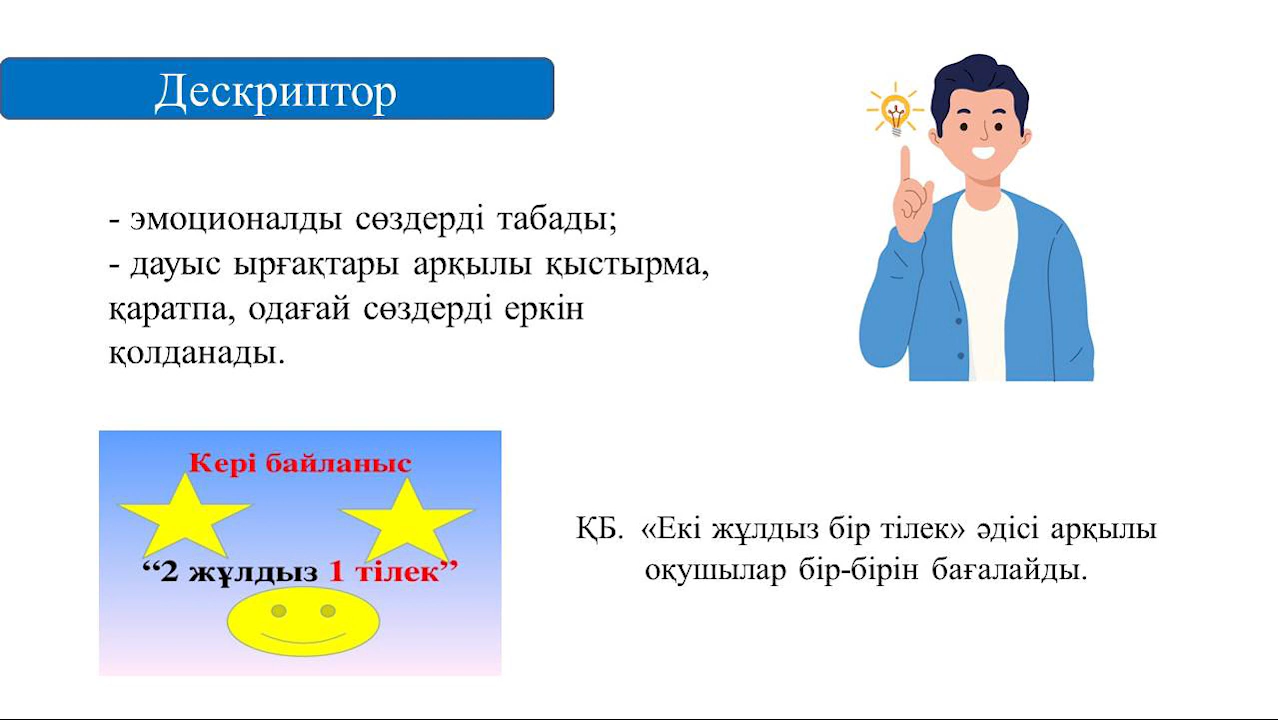 Дескриптор
- эмоционалды сөздерді табады;
- дауыс ырғақтары арқылы қыстырма,
қаратпа, одағай сөздерді еркін
қолданады.
Кері байланыс
“2 жұлдыз 1 тілек”
ҚБ. «Екі жұлдыз бір тілек» әдісі арқылы
оқушылар бір-бірін бағалайды.